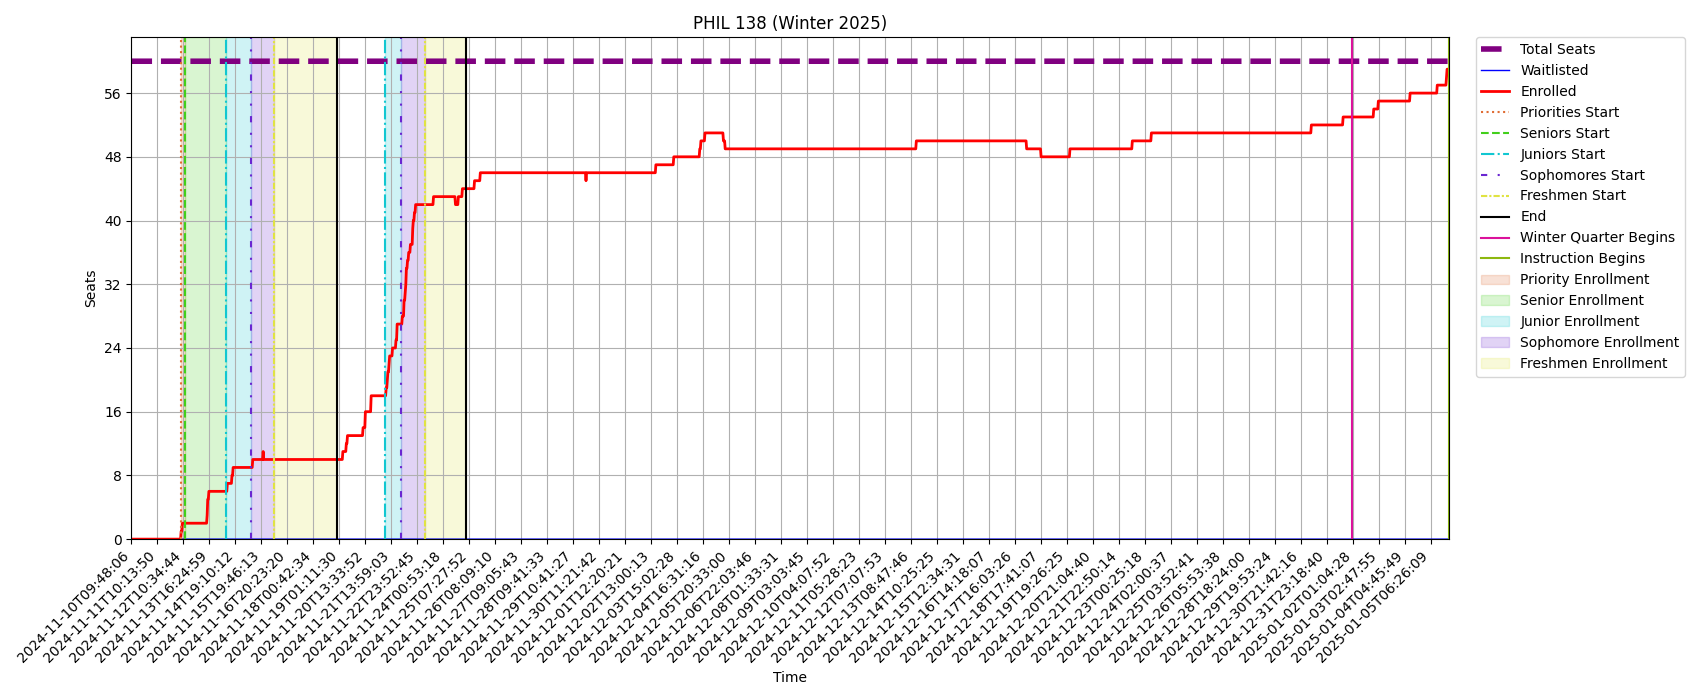 PHIL 138 (Winter 2025)
Seats
56
48
40
32
24
16
8
0
2024-11-10T09:48:06
2024-11-11T10:13:50
2024-11-12T10:34:44
2024-11-13T16:24:59
2024-11-14T19:10:12
2024-11-15T19:46:13
2024-11-16T20:23:20
2024-11-18T00:42:34
2024-11-19T01:11:30
2024-11-20T13:33:52
2024-11-21T13:59:03
2024-11-22T23:52:45
2024-11-24T00:53:18
2024-11-25T07:27:52
2024-11-26T08:09:10
2024-11-27T09:05:43
2024-11-28T09:41:33
2024-11-29T10:41:27
2024-11-30T11:21:42
2024-12-01T12:20:21
2024-12-02T13:00:13
2024-12-03T15:02:28
2024-12-04T16:31:16
2024-12-05T20:33:00
2024-12-06T22:03:46
2024-12-08T01:33:31
2024-12-09T03:03:45
2024-12-10T04:07:52
2024-12-11T05:28:23
2024-12-12T07:07:53
2024-12-13T08:47:46
2024-12-14T10:25:25
2024-12-15T12:34:31
2024-12-16T14:18:07
2024-12-17T16:03:26
2024-12-18T17:41:07
2024-12-19T19:26:25
2024-12-20T21:04:40
2024-12-21T22:50:14
2024-12-23T00:25:18
2024-12-24T02:00:37
2024-12-25T03:52:41
2024-12-26T05:53:38
2024-12-28T18:24:00
2024-12-29T19:53:24
2024-12-30T21:42:16
2024-12-31T23:18:40
2025-01-02T01:04:28
2025-01-03T02:47:55
2025-01-04T04:45:49
2025-01-05T06:26:09
Time
Total Seats
Waitlisted
Enrolled
Priorities Start
Seniors Start
Juniors Start
Sophomores Start
Freshmen Start
End
Winter Quarter Begins
Instruction Begins
Priority Enrollment
Senior Enrollment
Junior Enrollment
Sophomore Enrollment
Freshmen Enrollment